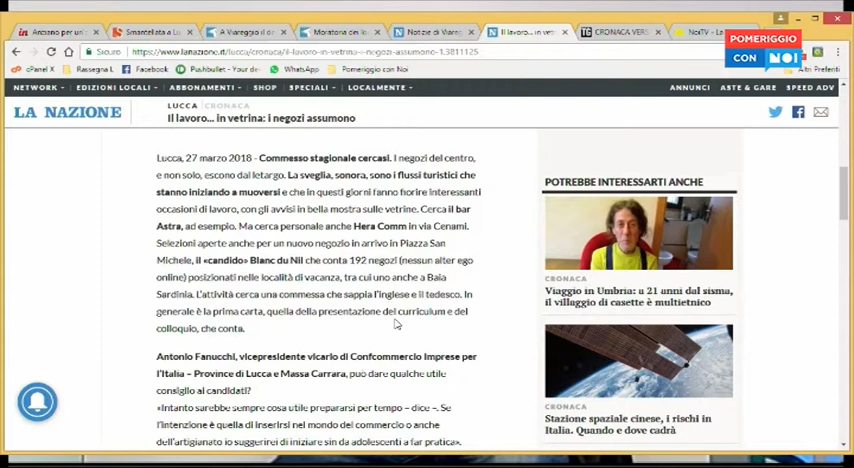 Anziano per un'
Smantellata a Lu
A Viareggio il di
Moratoria dei lo
Notizie di Viareg
Il lavoro... in vetr
CRONACA VERS
NoiTV - La
POMERIGGIO
CON NOI
Sicuro
https://www.lanazione.it/lucca/cronaca/il-lavoro-in-vetrina-i-negozi-assumono-1.3811125
cPanel X
Rassegna L
Facebook
Pushbullet - Your de
WhatsApp
Pomeriggio con Noi
Altri Preferiti
NETWORK
EDIZIONI LOCALI
ABBONAMENTI
SHOP
SPECIALI
LOCALMENTE
ANNUNCI
ASTE & GARE
SPEED ADV
LA NAZIONE
LUCCA CRONACA
Il lavoro... in vetrina: i negozi assumono
Lucca, 27 marzo 2018 - Commesso stagionale cercasi. I negozi del centro,
e non solo, escono dal letargo. La sveglia, sonora, sono i flussi turistici che
stanno iniziando a muoversi e che in questi giorni fanno fiorire interessanti
occasioni di lavoro, con gli avvisi in bella mostra sulle vetrine. Cerca il bar
Astra, ad esempio. Ma cerca personale anche Hera Comm in via Cenami.
Selezioni aperte anche per un nuovo negozio in arrivo in Piazza San
Michele, il «candido» Blanc du Nil che conta 192 negozi (nessun alter ego
online) posizionati nelle località di vacanza, tra cui uno anche a Baia
Sardinia. L'attività cerca una commessa che sappia l'inglese e il tedesco. In
generale è la prima carta, quella della presentazione del curriculum e del
colloquio, che conta.
Antonio Fanucchi, vicepresidente vicario di Confcommercio Imprese per
l'Italia – Province di Lucca e Massa Carrara, può dare qualche utile
consiglio ai candidati?
«Intanto sarebbe sempre cosa utile prepararsi per tempo – dice –. Se
l'intenzione è quella di inserirsi nel mondo del commercio o anche
dell'artigianato io suggerirei di iniziare sin da adolescenti a far pratica».
POTREBBE INTERESSARTI ANCHE
CRONACA
Viaggio in Umbria: a 21 anni dal sisma,
il villaggio di casette è multietnico
CRONACA
Stazione spaziale cinese, i rischi in
Italia. Quando e dove cadrà